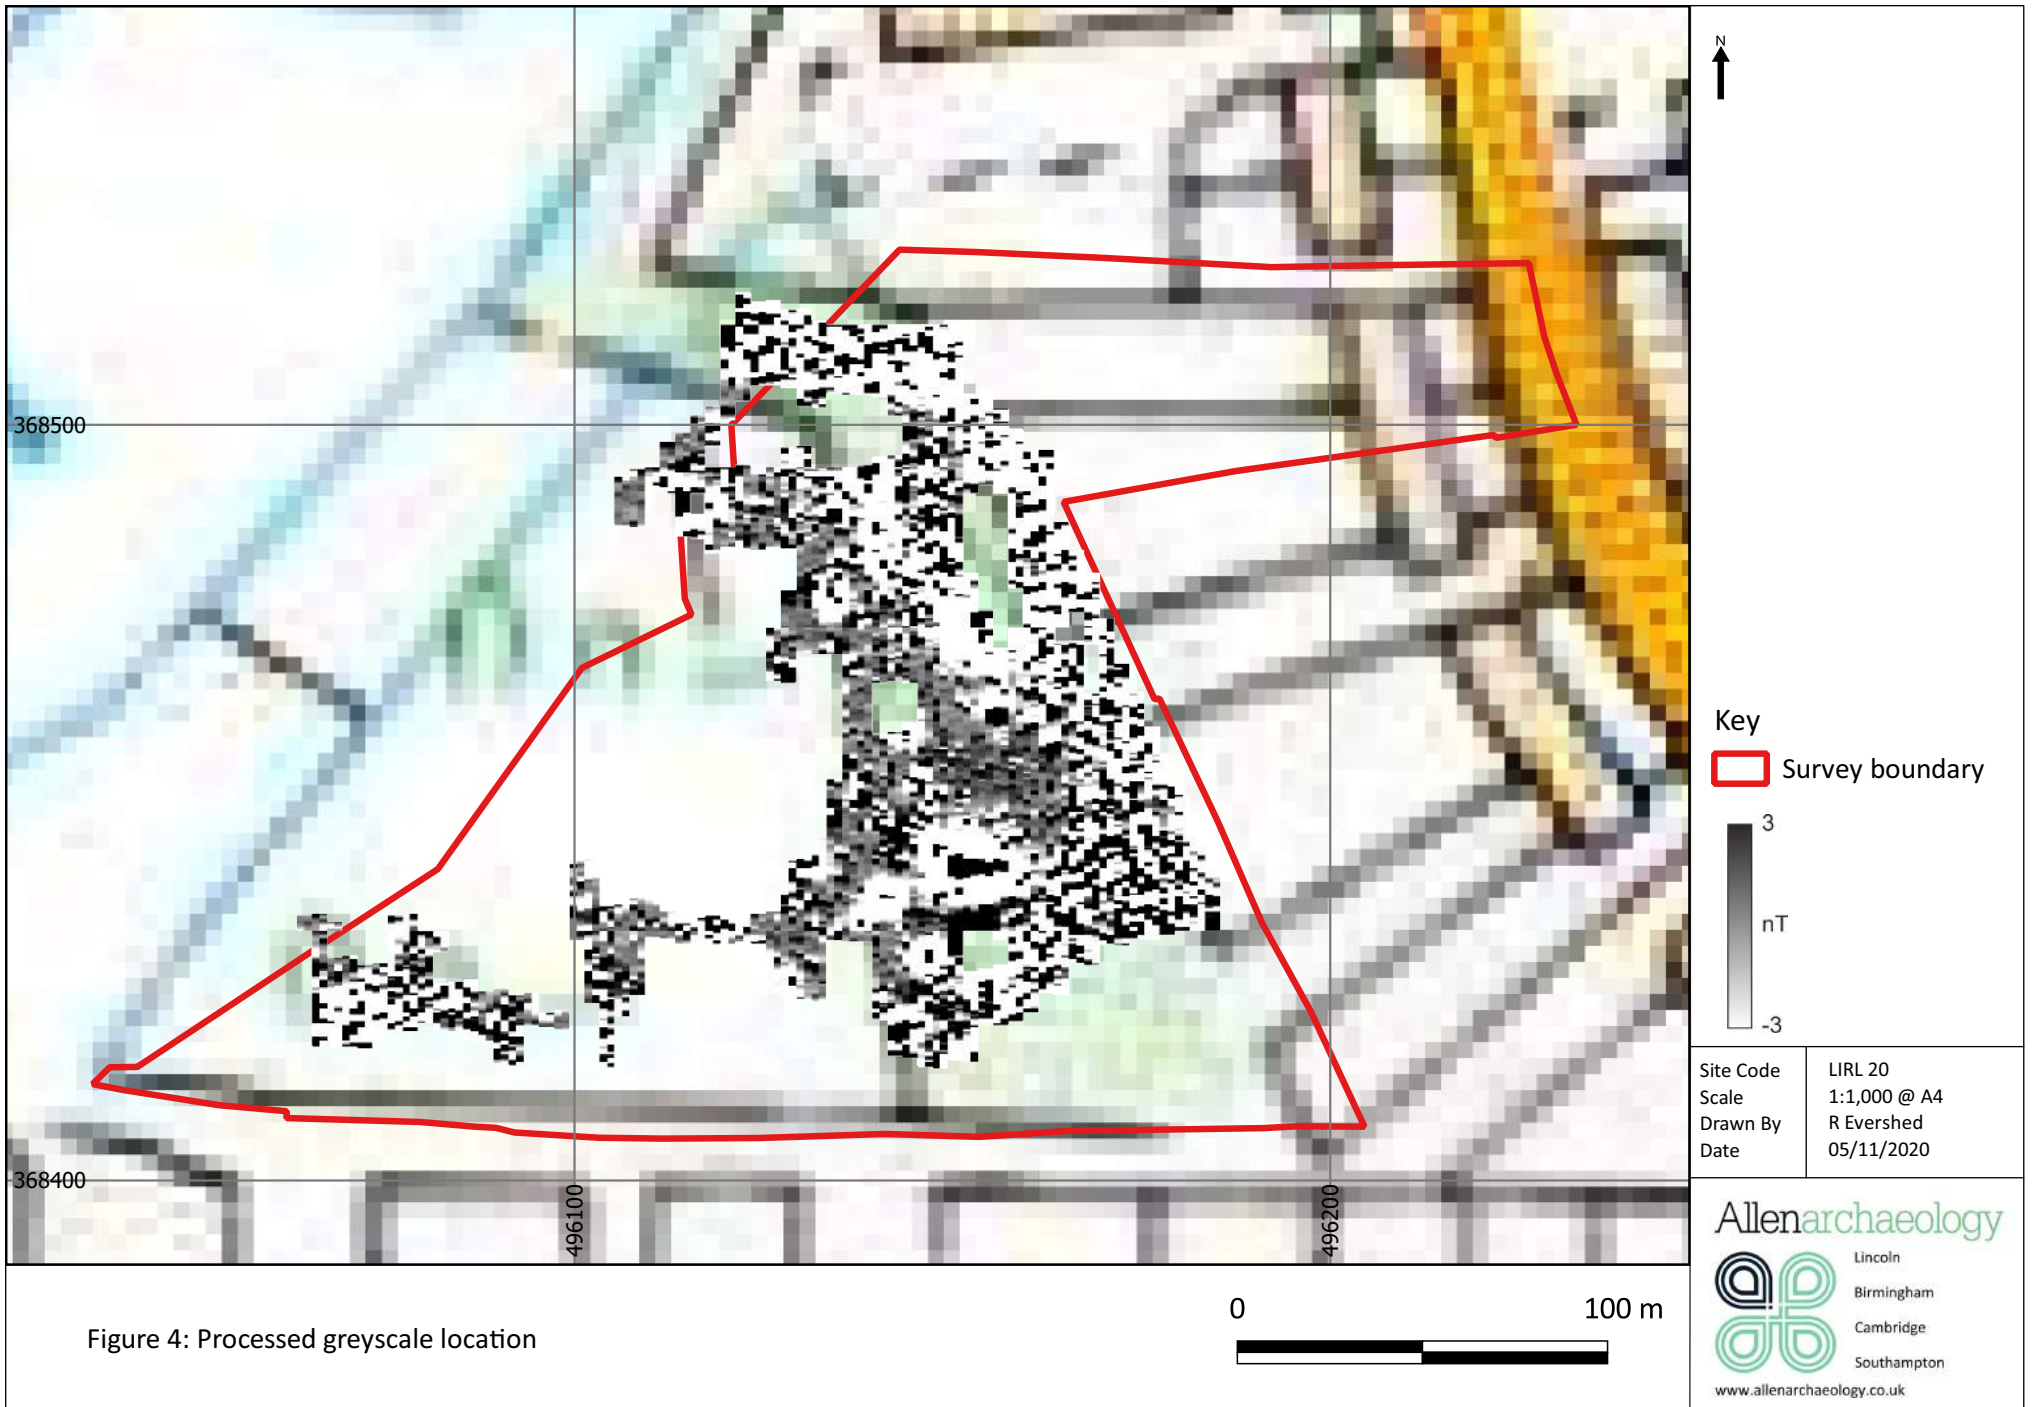 N
368500
368400
496100
496200
Key
Survey boundary
3
nT
-3
Site Code LIRL 20
Scale 1:1,000 @ A4
Drawn By R Evershed
Date 05/11/2020
Allenarchaeology
Lincoln
Birmingham
Cambridge
Southampton
www.allenarchaeology.co.uk
0 100 m
Figure 4: Processed greyscale location